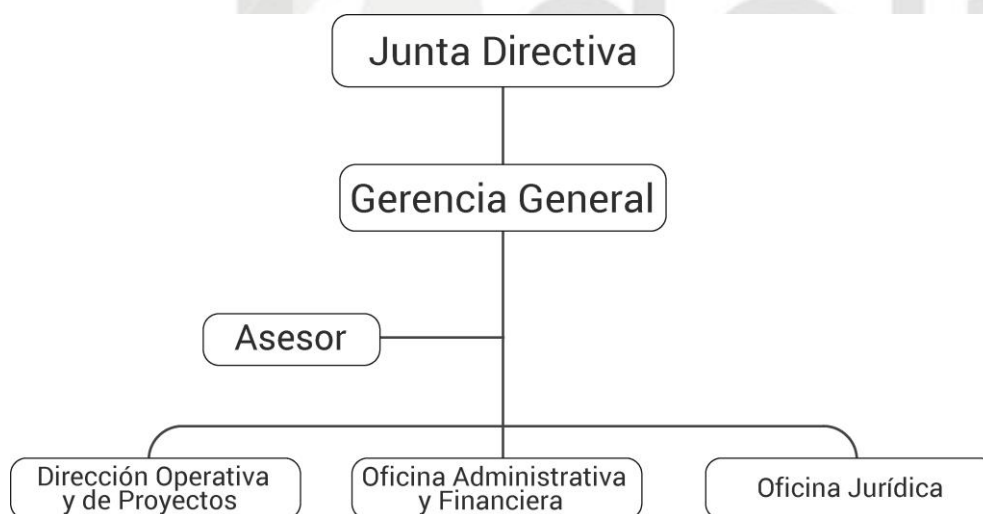 Junta Directiva
Gerencia General
Asesor
Dirección Operativa
y de Proyectos
Oficina Administrativa
y Financiera
Oficina Jurídica